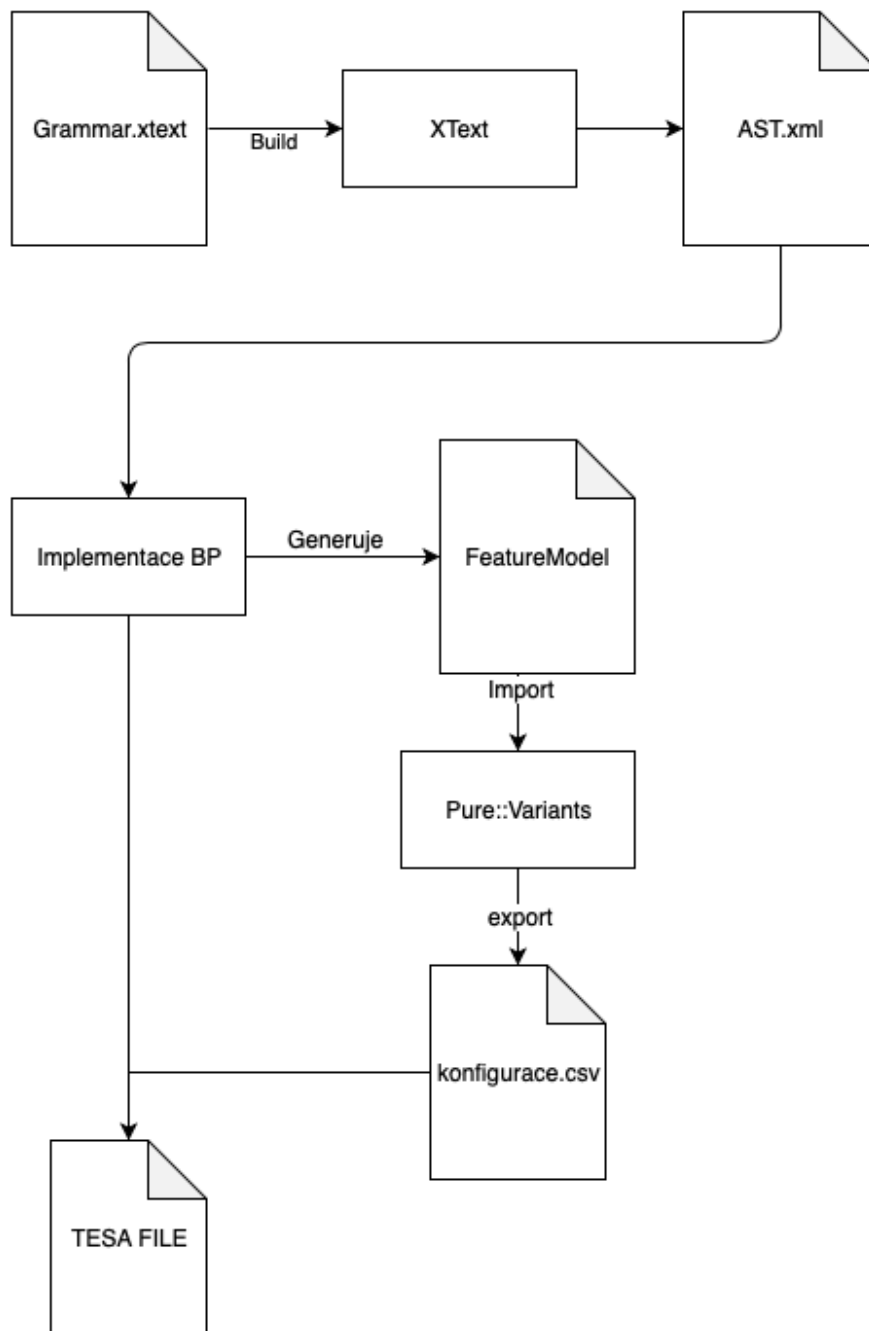 Grammar.xtext
Build
XText
AST.xml
Implementace BP
Generuje
FeatureModel
Import
Pure::Variants
export
konfigurace.csv
TESA FILE